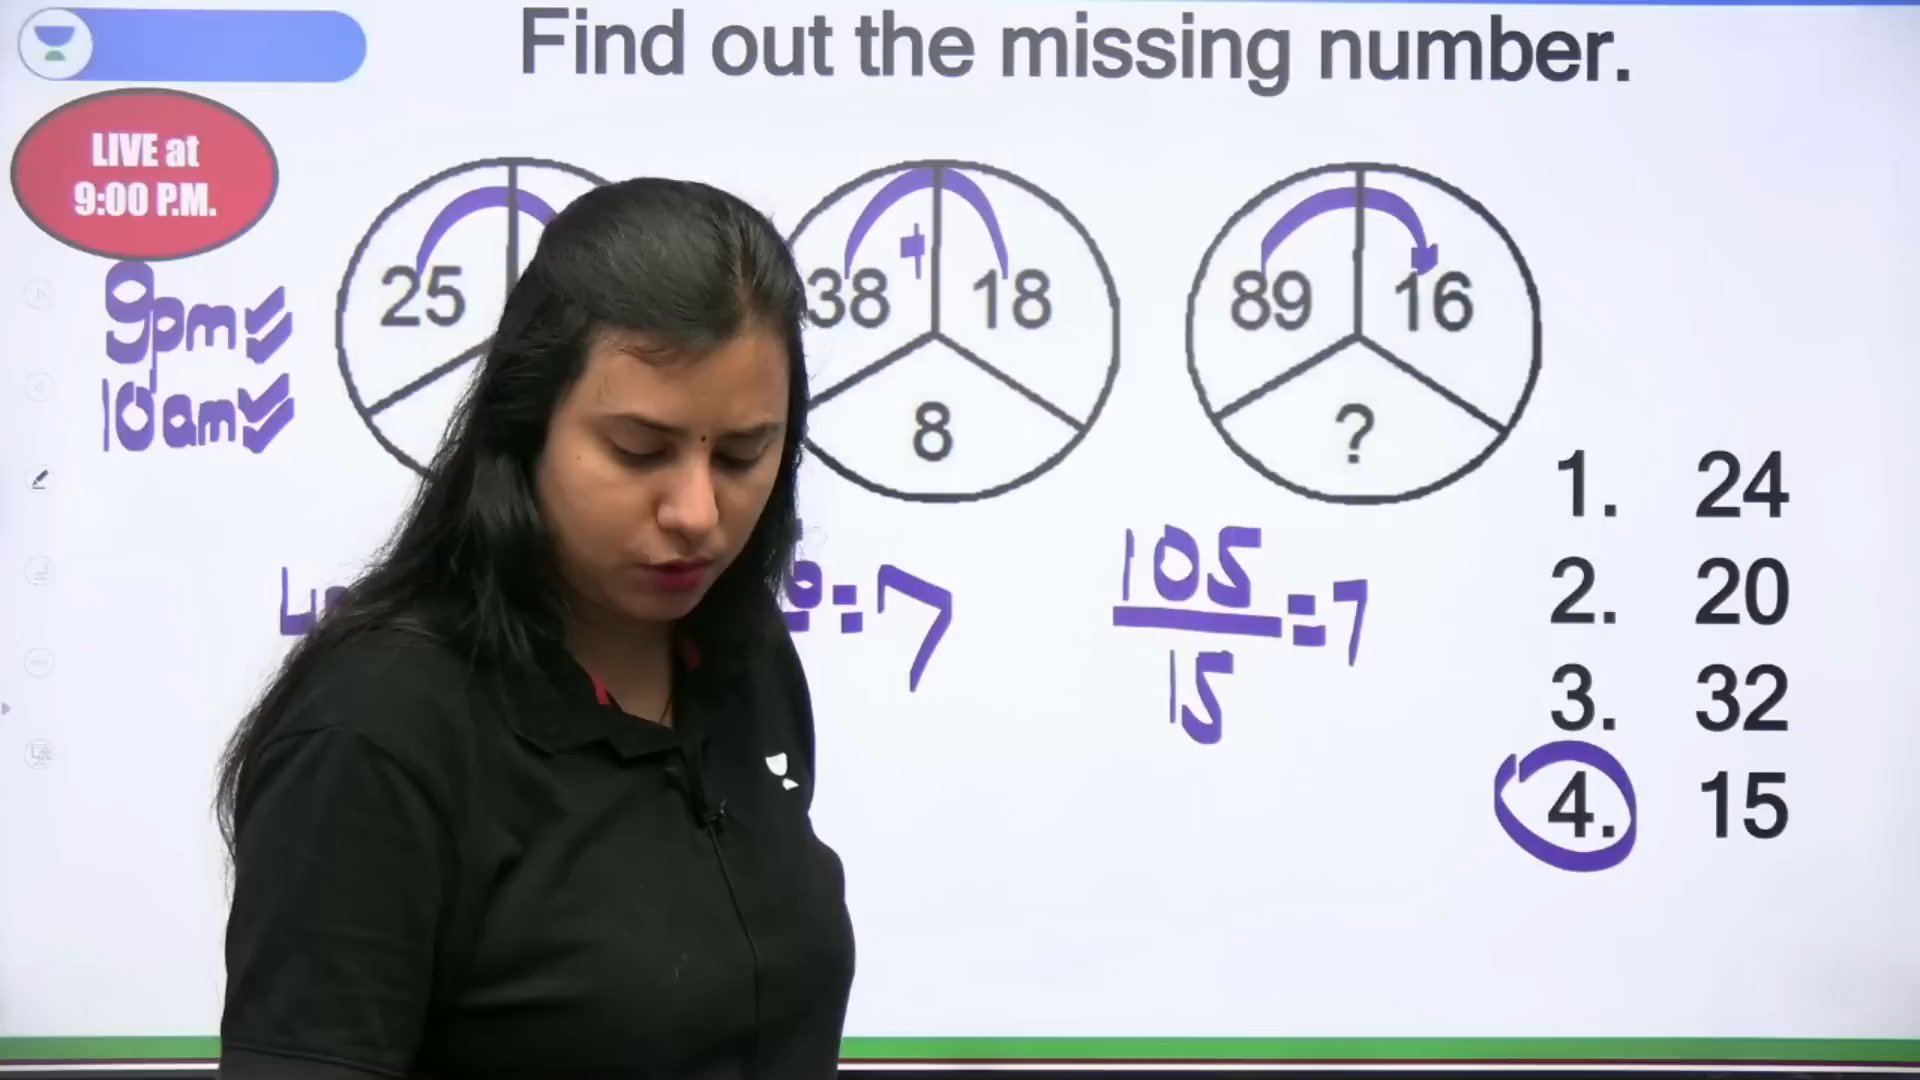 Find out the missing number.
LIVE at
9:00 P.M.
9pm
10am
25
38 + 18
8
89 16
?
=7
105
15
=7
1. 24
2. 20
3. 32
4. 15